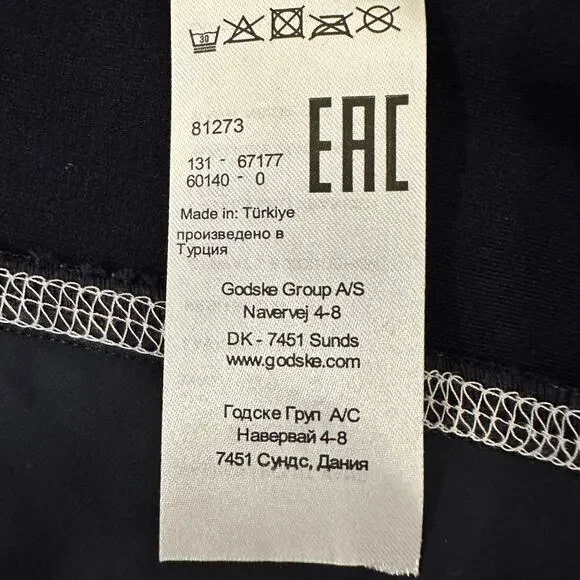 30
81273
131 - 67177
60140 - 0
EAC
Made in: Türkiye
произведено в
Турция
Godske Group A/S
Navervej 4-8
DK - 7451 Sunds
www.godske.com
Годске Груп A/C
Навервай 4-8
7451 Сундс, Дания